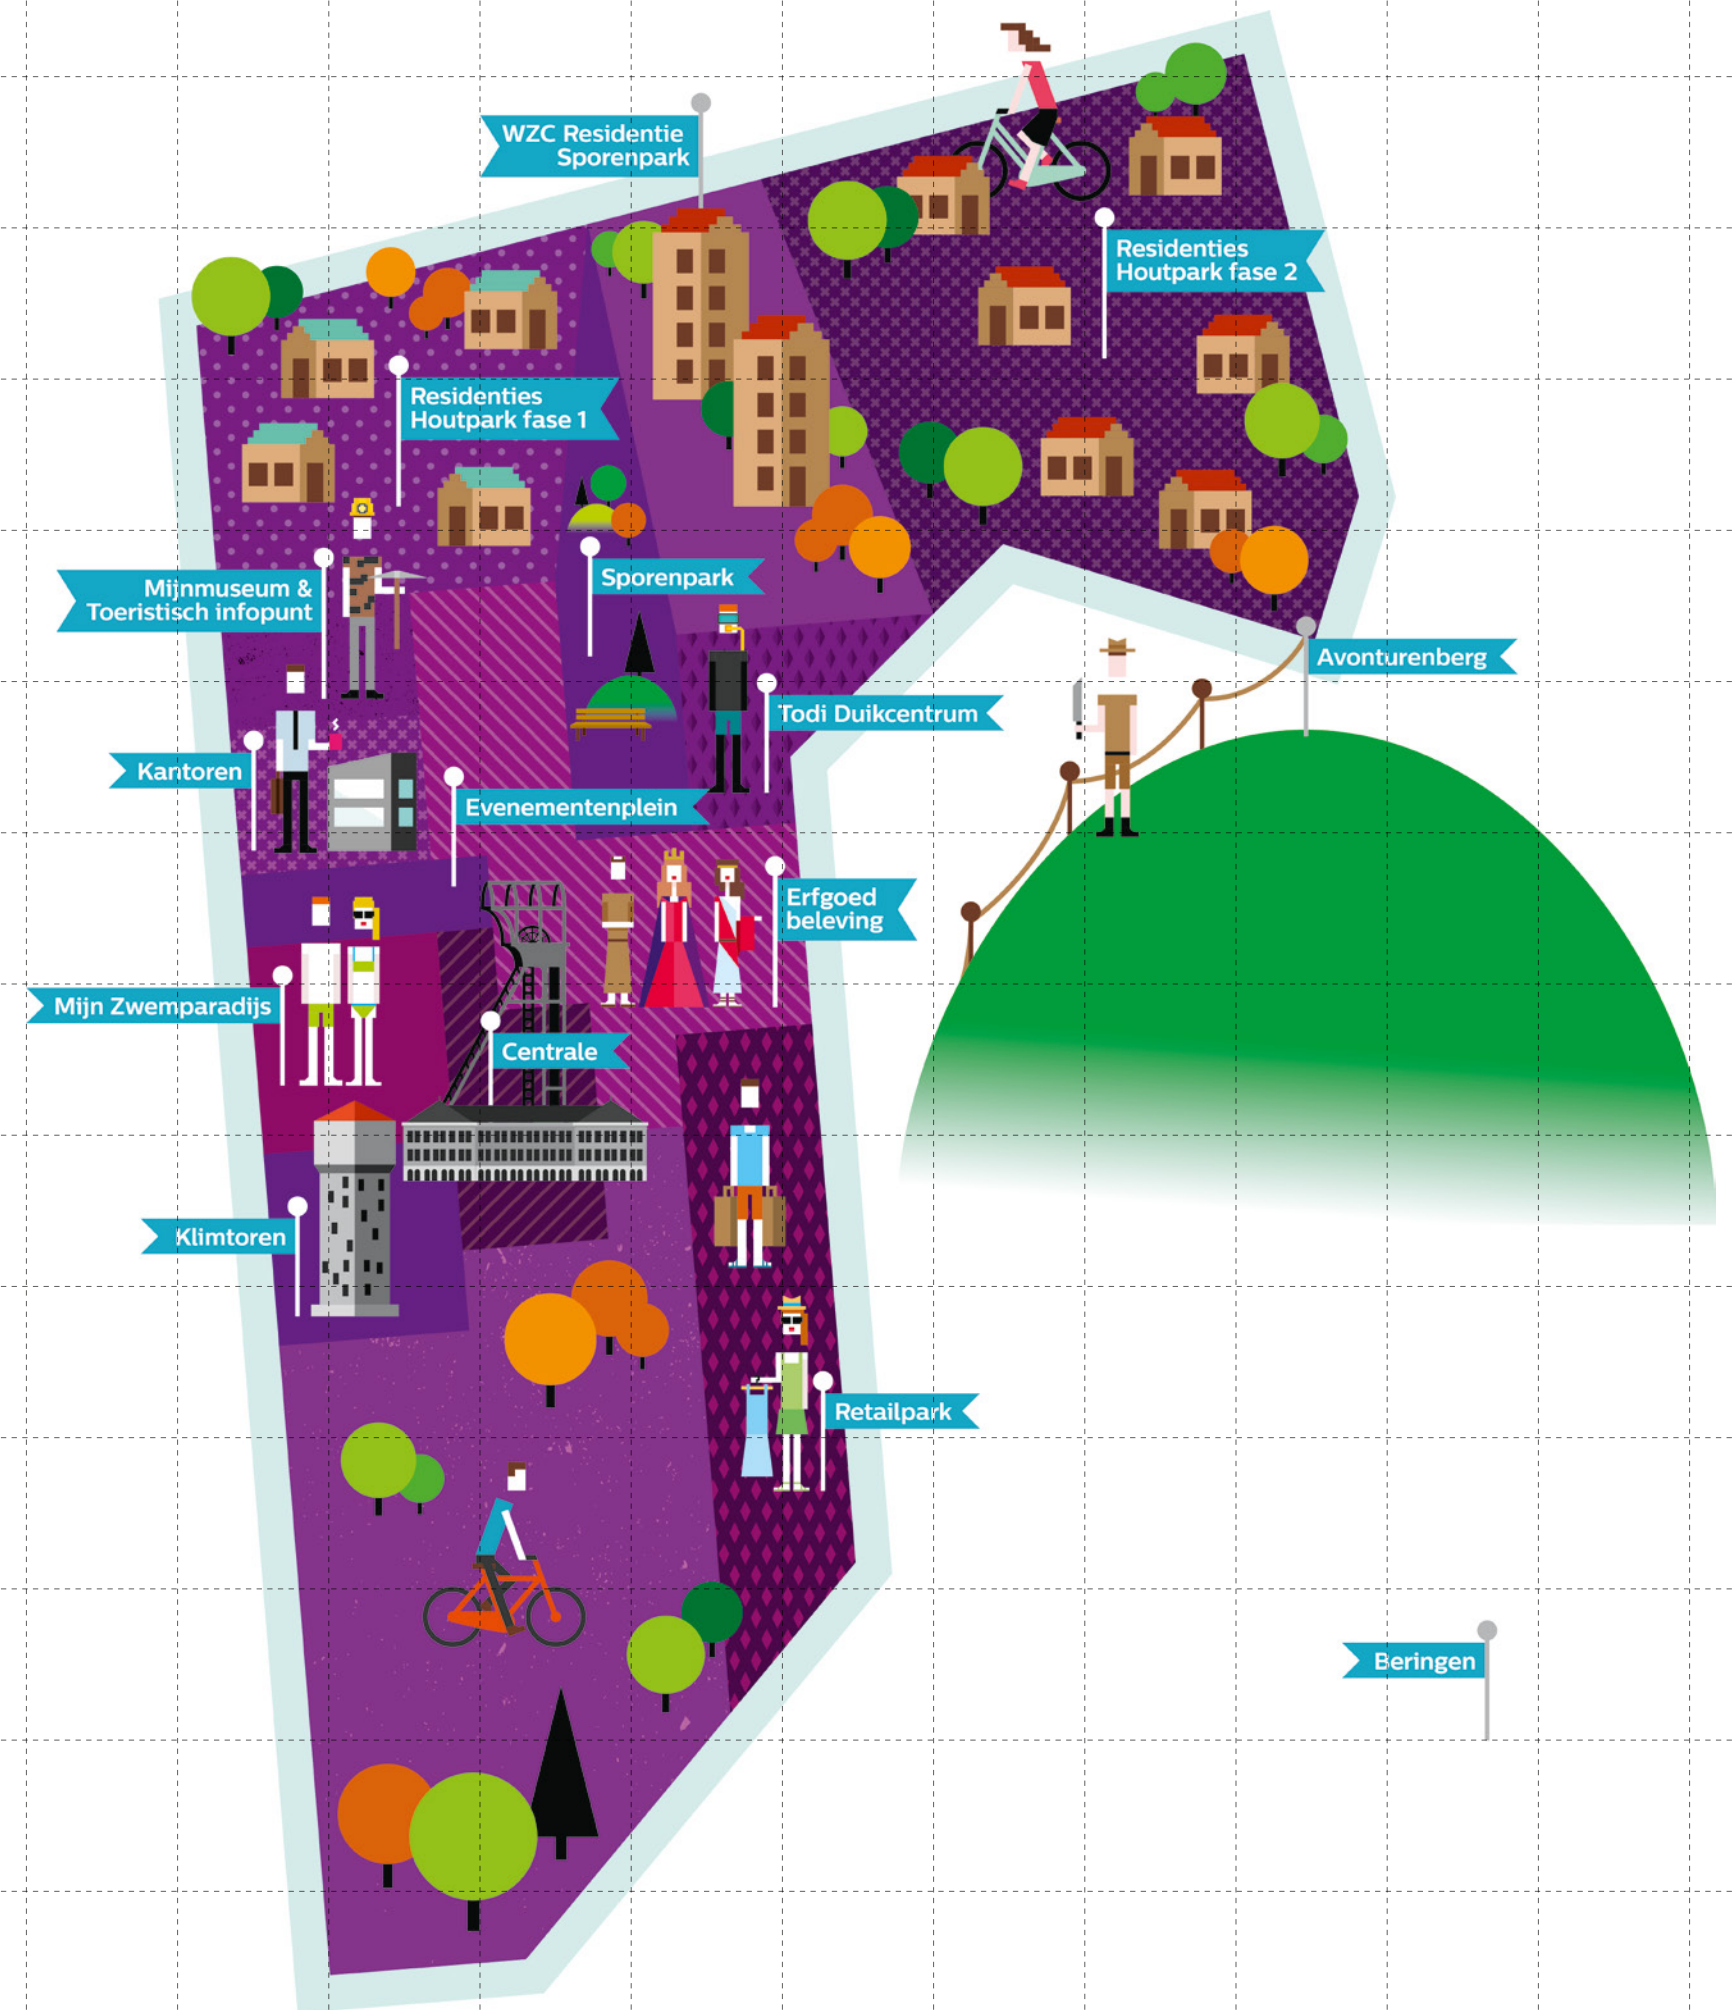 WZC Residentie
Sporenpark
Residenties
Houtpark fase 2
Residenties
Houtpark fase 1
Sporenpark
Mijnmuseum &
Toeristisch infopunt
Avonturenberg
Todi Duikcentrum
Kantoren
Evenementenplein
Erfgoed
beleving
Mijn Zwemparadijs
Centrale
Klimtoren
Retailpark
Beringen